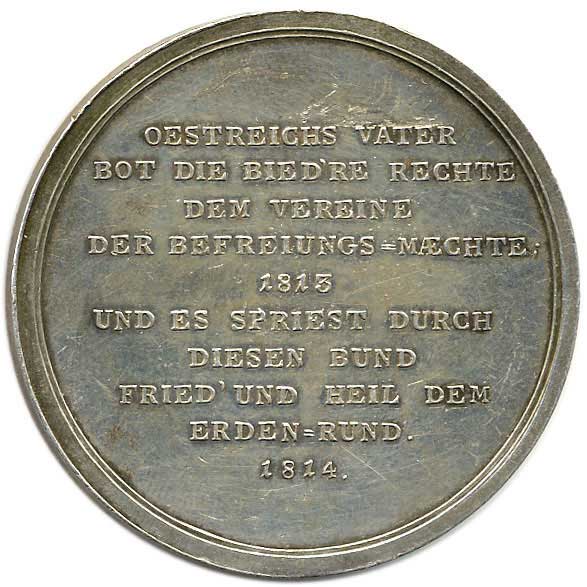 OESTREICHS VATER
BOT DIE BIED'RE RECHTE
DEM VEREINE
DER BEFREIUNGS=MÆCHTE;
1813
UND ES SPRIEST DURCH
DIESEN BUND
FRIED' UND HEIL DEM
ERDEN=RUND.
1814.